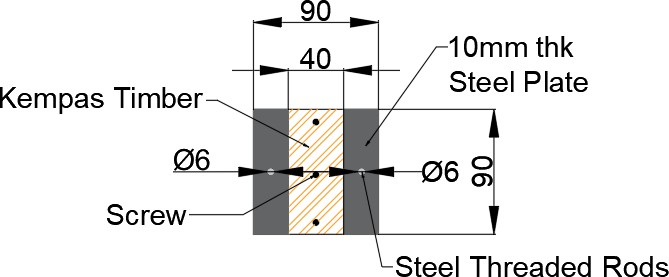 90
40
10mm thk
Steel Plate
Kempas Timber
Ø6
Ø6
90
Screw
Steel Threaded Rods